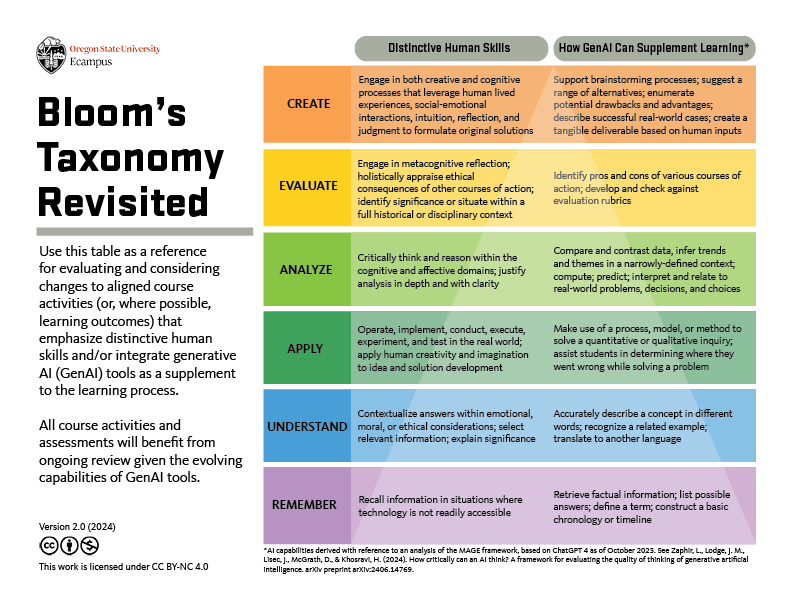 Oregon State University
Ecampus
Bloom's
Taxonomy
Revisited
Use this table as a reference
for evaluating and considering
changes to aligned course
activities (or, where possible,
learning outcomes) that
emphasize distinctive human
skills and/or integrate generative
AI (GenAI) tools as a supplement
to the learning process.
All course activities and
assessments will benefit from
ongoing review given the evolving
capabilities of GenAI tools.
Version 2.0 (2024)
cc
This work is licensed under CC BY-NC 4.0
Distinctive Human Skills
How GenAI Can Supplement Learning*
CREATE
Engage in both creative and cognitive
processes that leverage human lived
experiences, social-emotional
interactions, intuition, reflection, and
judgment to formulate original solutions
Support brainstorming processes; suggest a
range of alternatives; enumerate
potential drawbacks and advantages;
describe successful real-world cases; create a
tangible deliverable based on human inputs
EVALUATE
Engage in metacognitive reflection;
holistically appraise ethical
consequences of other courses of action;
identify significance or situate within a
full historical or disciplinary context
Identify pros and cons of various courses of
action; develop and check against
evaluation rubrics
ANALYZE
Critically think and reason within the
cognitive and affective domains; justify
analysis in depth and with clarity
Compare and contrast data, infer trends
and themes in a narrowly-defined context;
compute; predict; interpret and relate to
real-world problems, decisions, and choices
APPLY
Operate, implement, conduct, execute,
experiment, and test in the real world;
apply human creativity and imagination
to idea and solution development
Make use of a process, model, or method to
solve a quantitative or qualitative inquiry;
assist students in determining where they
went wrong while solving a problem
UNDERSTAND
Contextualize answers within emotional,
moral, or ethical considerations; select
relevant information; explain significance
Accurately describe a concept in different
words; recognize a related example;
translate to another language
REMEMBER
Recall information in situations where
technology is not readily accessible
Retrieve factual information; list possible
answers; define a term; construct a basic
chronology or timeline
*AI capabilities derived with reference to an analysis of the MAGE framework, based on ChatGPT 4 as of October 2023. See Zaphir, L., Lodge, J. M.,
Lisec, J., McGrath, D., & Khosravi, H. (2024). How critically can an AI think? A framework for evaluating the quality of thinking of generative artificial
intelligence. arXiv preprint arXiv:2406.14769.